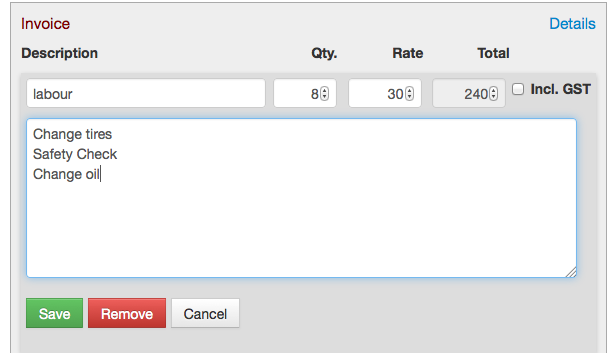 Invoice Details
Description Qty. Rate Total
labour 8 30 240 Incl. GST
Change tires
Safety Check
Change oil
Save Remove Cancel